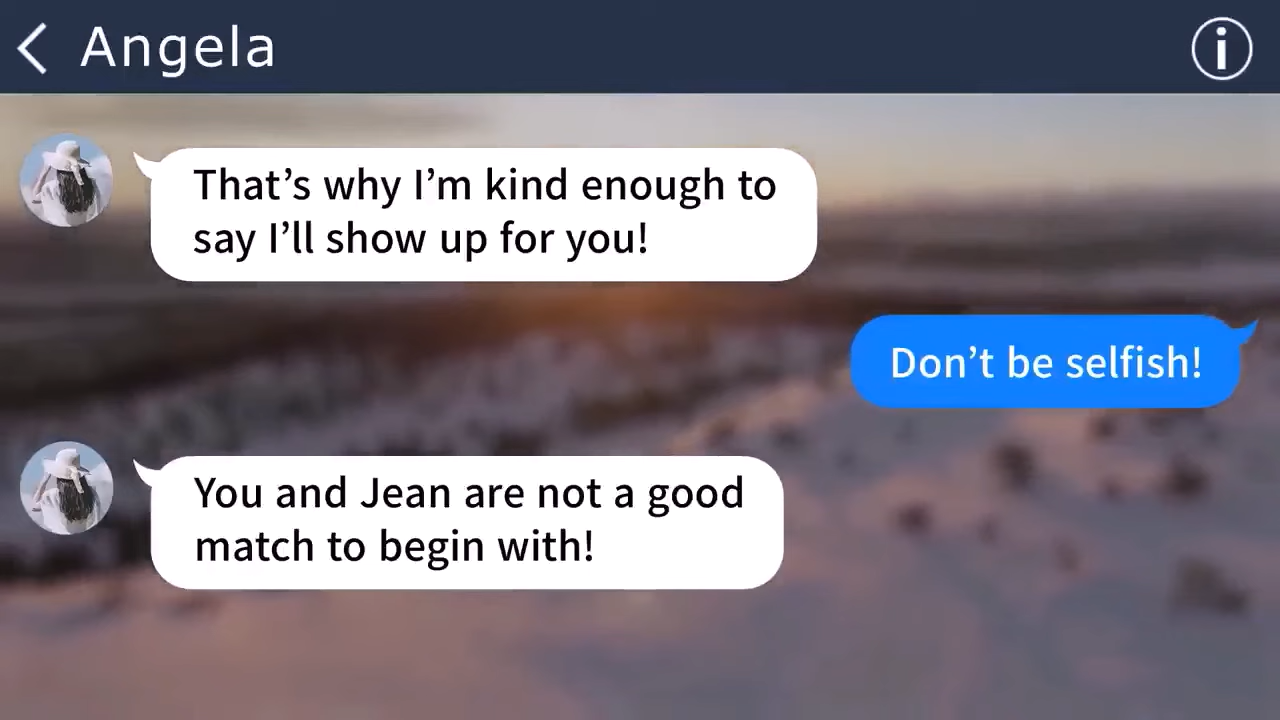 Angela
That’s why I’m kind enough to
say I’ll show up for you!
Don’t be selfish!
You and Jean are not a good
match to begin with!